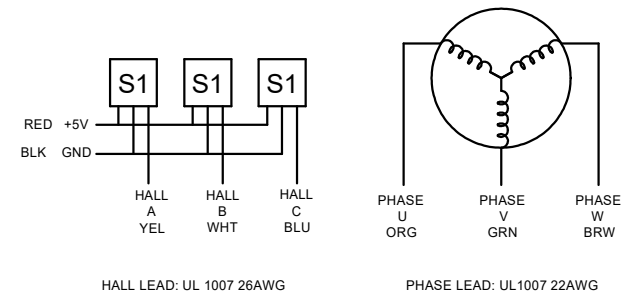 S1 S1 S1
RED +5V
BLK GND
HALL
A
YEL
HALL
B
WHT
HALL
C
BLU
PHASE
U
ORG
PHASE
V
GRN
PHASE
W
BRW
HALL LEAD: UL 1007 26AWG
PHASE LEAD: UL1007 22AWG